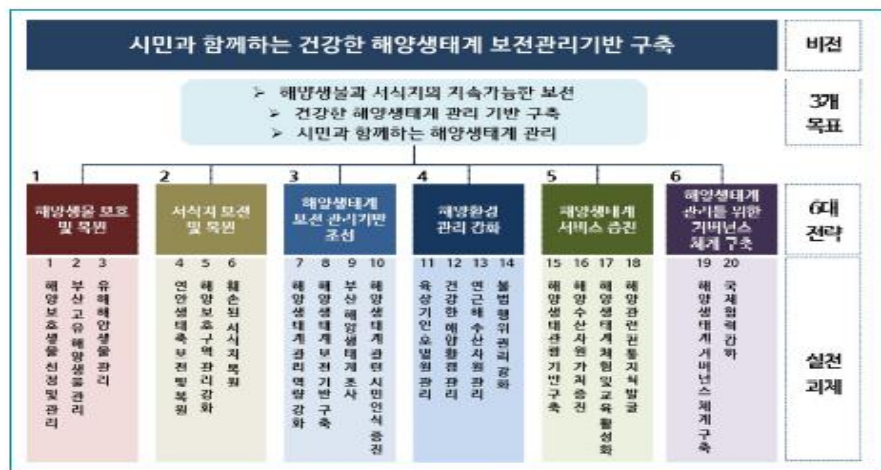 시민과 함께하는 건강한 해양생태계 보전관리기반 구축
비전
➢ 해양생물과 서식지의 지속가능한 보전
➢ 건강한 해양생태계 관리 기반 구축
➢ 시민과 함께하는 해양생태계 관리
3개
목표
1
해양생물 보호
및 복원
2
서식지 보전
및 복원
3
해양생태계
보전 관리기반
조성
4
해양환경
관리 강화
5
해양생태계
서비스 증진
6
해양생태계
관리를 위한
거버넌스
체계 구축
6대
전략
1
해양보호생물 선정 및 관리
2
부산 고유 해양생물 관리
3
유해해양생물 관리
4
연안생태축 보전 및 복원
5
해양보호구역 관리 강화
6
훼손된 서식지 복원
7
해양생태계 관리 역량 강화
8
해양생태계 보전 기반 구축
9
부산 해양생태계 조사
10
해양생태계 관련 시민 인식 증진
11
육상기인 오염원 관리
12
건강한 해양환경 관리
13
연근해 수산자원 관리
14
불법행위 관리 강화
15
해양생태관광 기반 구축
16
해양수산자원 가치 증진
17
해양생태계 체험 및 교육 활성화
18
해양관련 전통지식 발굴
19
해양생태계 거버넌스 체계 구축
20
국제협력 강화
실천
과제